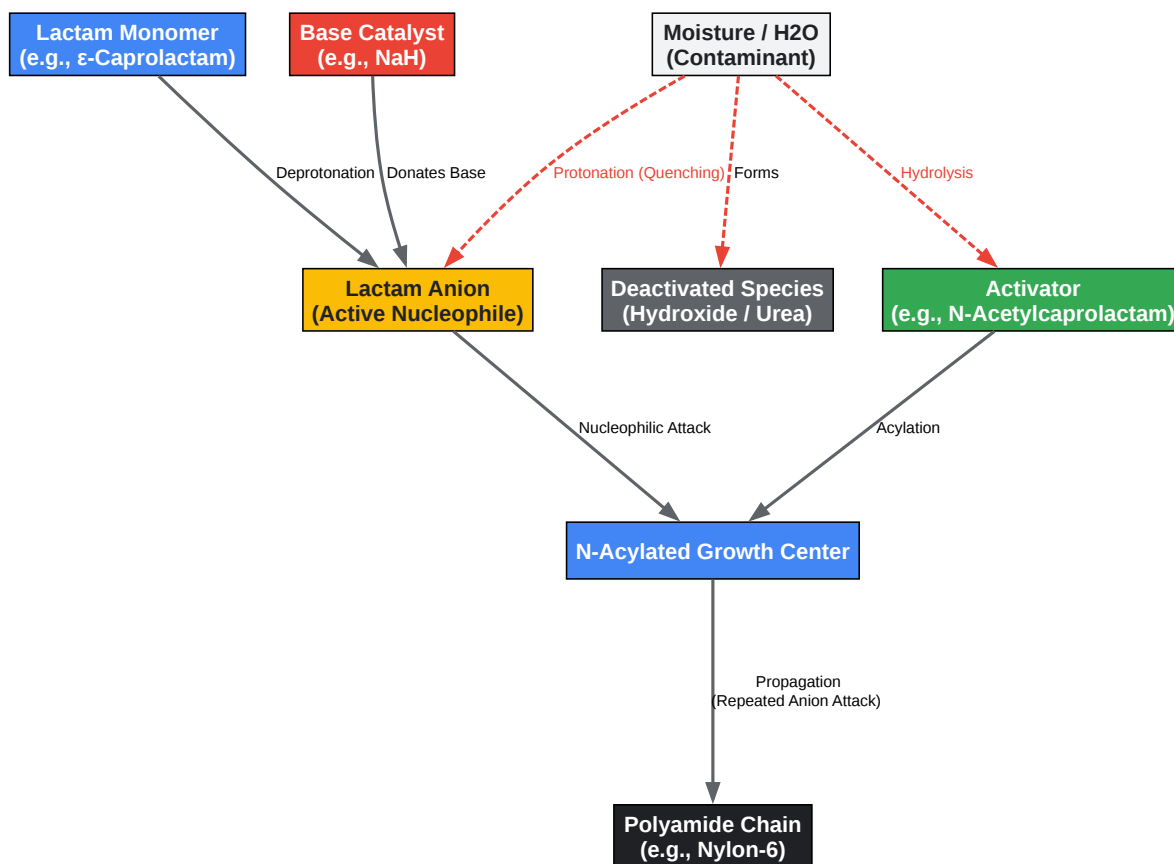 Lactam Monomer
(e.g., ε-Caprolactam)
Base Catalyst
(e.g., NaH)
Moisture / H2O
(Contaminant)
Deprotonation
Donates Base
Protonation (Quenching)
Forms
Hydrolysis
Lactam Anion
(Active Nucleophile)
Deactivated Species
(Hydroxide / Urea)
Activator
(e.g., N-Acetylcaprolactam)
Nucleophilic Attack
Acylation
N-Acylated Growth Center
Propagation
(Repeated Anion Attack)
Polyamide Chain
(e.g., Nylon-6)